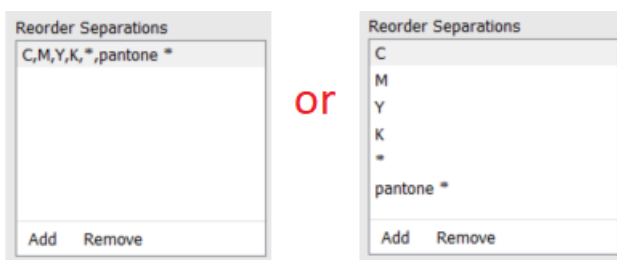 Reorder Separations
C,M,Y,K,*,pantone *
Add Remove
or
Reorder Separations
C
M
Y
K
*
pantone *
Add Remove